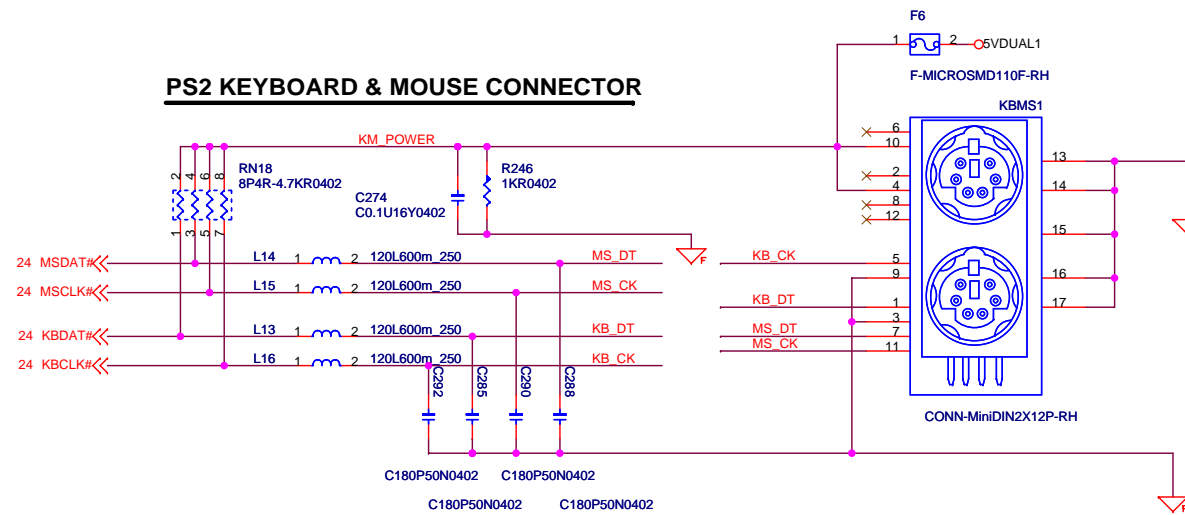 F6
1
2
5VDUAL1
F-MICROSMD110F-RH
PS2 KEYBOARD & MOUSE CONNECTOR
KBMS1
KM_POWER
6
10
2
4
8
12
5
9
1
3
7
11
13
14
15
16
17
2
4
6
8
RN18
8P4R-4.7KR0402
1
3
5
7
C274
C0.1U16Y0402
R246
1KR0402
F
24 MSDAT#
L14
1
2
120L600m_250
MS_DT
KB_CK
24 MSCLK#
L15
1
2
120L600m_250
MS_CK
KB_DT
24 KBDAT#
L13
1
2
120L600m_250
KB_DT
MS_DT
24 KBCLK#
L16
1
2
120L600m_250
KB_CK
MS_CK
C292
C285
C290
C288
CONN-MiniDIN2X12P-RH
C180P50N0402
C180P50N0402
C180P50N0402
C180P50N0402